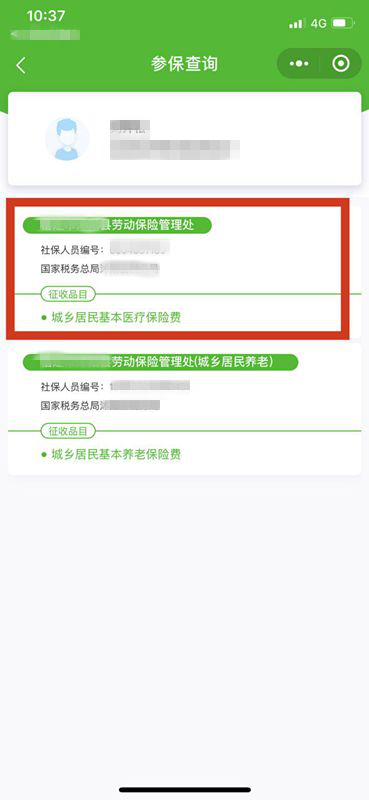 10:37
4G
参保查询
县劳动保险管理处
社保人员编号：
国家税务总局
征收品目
城乡居民基本医疗保险费
县劳动保险管理处(城乡居民养老)
社保人员编号：
国家税务总局
征收品目
城乡居民基本养老保险费